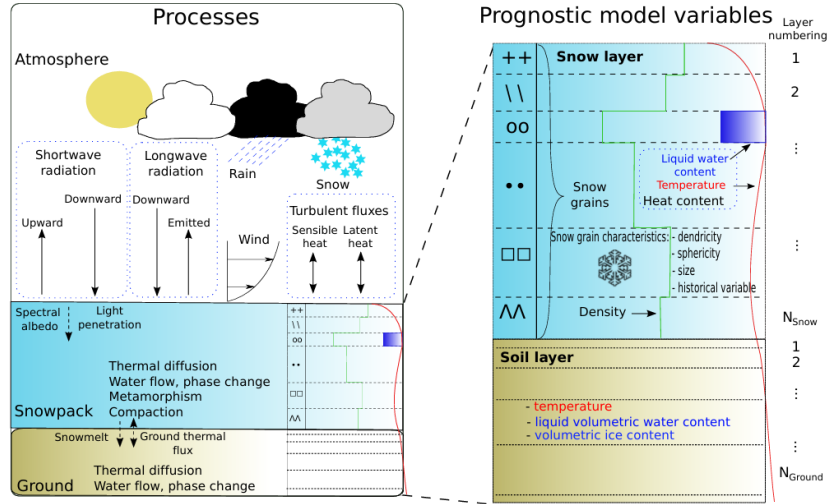 Processes
Atmosphere
Shortwave
radiation
Longwave
radiation
Rain
Snow
Downward
Downward
Upward
Emitted
Wind
Turbulent fluxes
Sensible
heat
Latent
heat
Spectral
albedo
Light
penetration
Thermal diffusion
Water flow, phase change
Metamorphism
Compaction
Snowpack
Snowmelt
Ground thermal
flux
Thermal diffusion
Water flow, phase change
Ground
++
\ \
oo
••
□□
ΛΛ
Prognostic model variables
Layer
numbering
++
Snow layer
1
\ \
2
oo
⋮
Liquid water
content
Temperature
Heat content
••
Snow
grains
⋮
□□
Snow grain characteristics:
- dendricity
- sphericity
- size
- historical variable
ΛΛ
Density
NSnow
Soil layer
1
2
⋮
- temperature
- liquid volumetric water content
- volumetric ice content
⋮
NGround